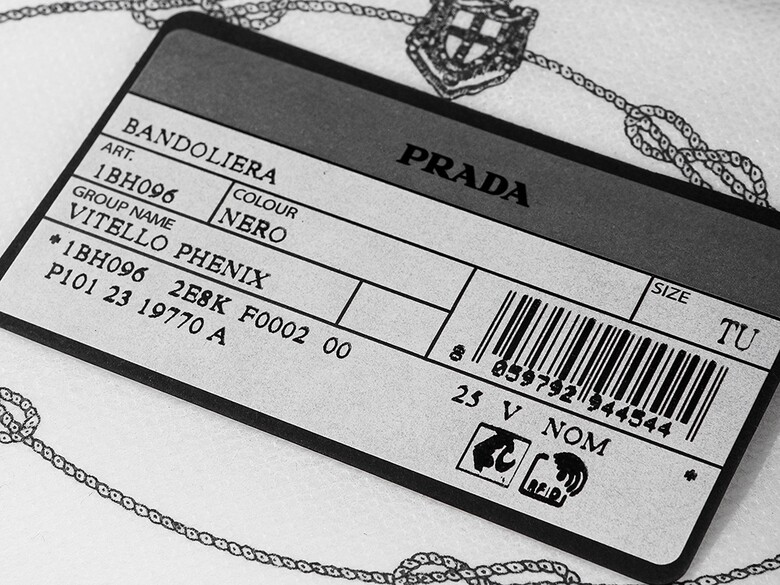 PRADA
BANDOLIERA
ART.
1BH096
COLOUR
NERO
SIZE
TU
GROUP NAME
VITELLO PHENIX
*1BH096 2E8K F0002 00
P101 23 19770 A
8 059792 944544
25 V NOM
*
RFID